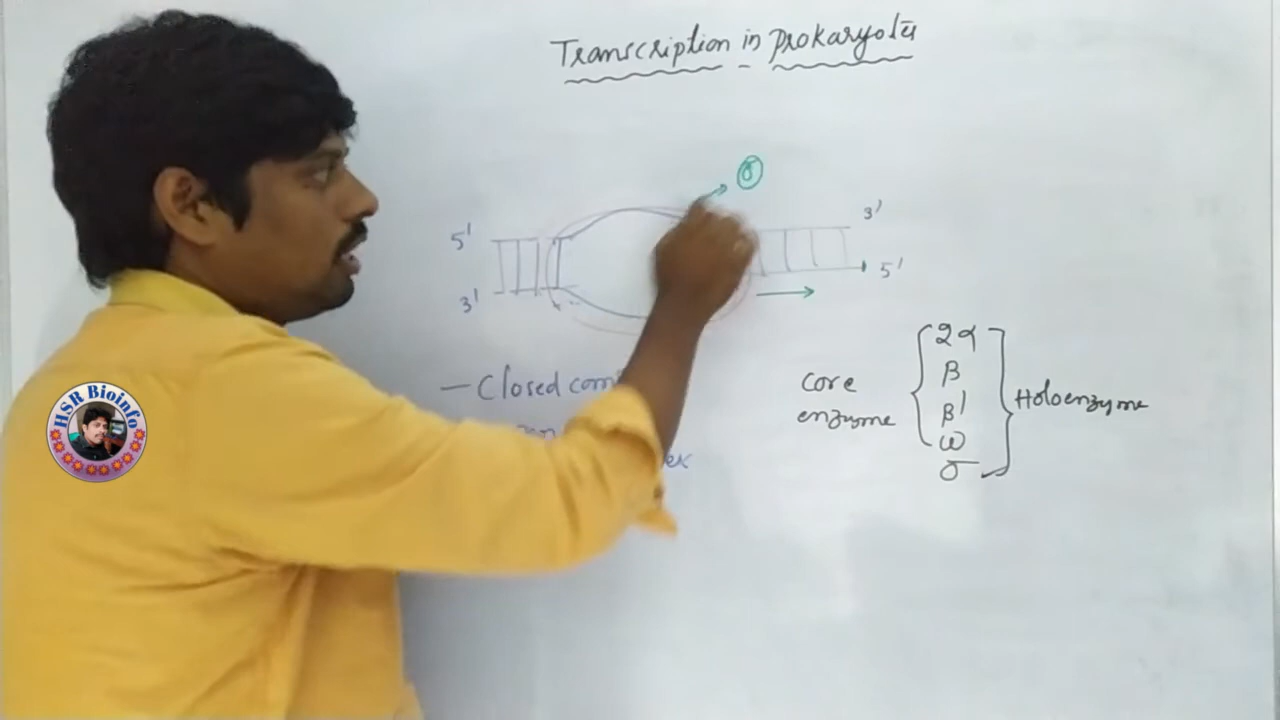 Transcription in prokaryotes
σ
5' 3'
3' 5'
— Closed com
core enzyme
2α
β
β'
ω
σ
Holoenzyme
HSR Bioinfo